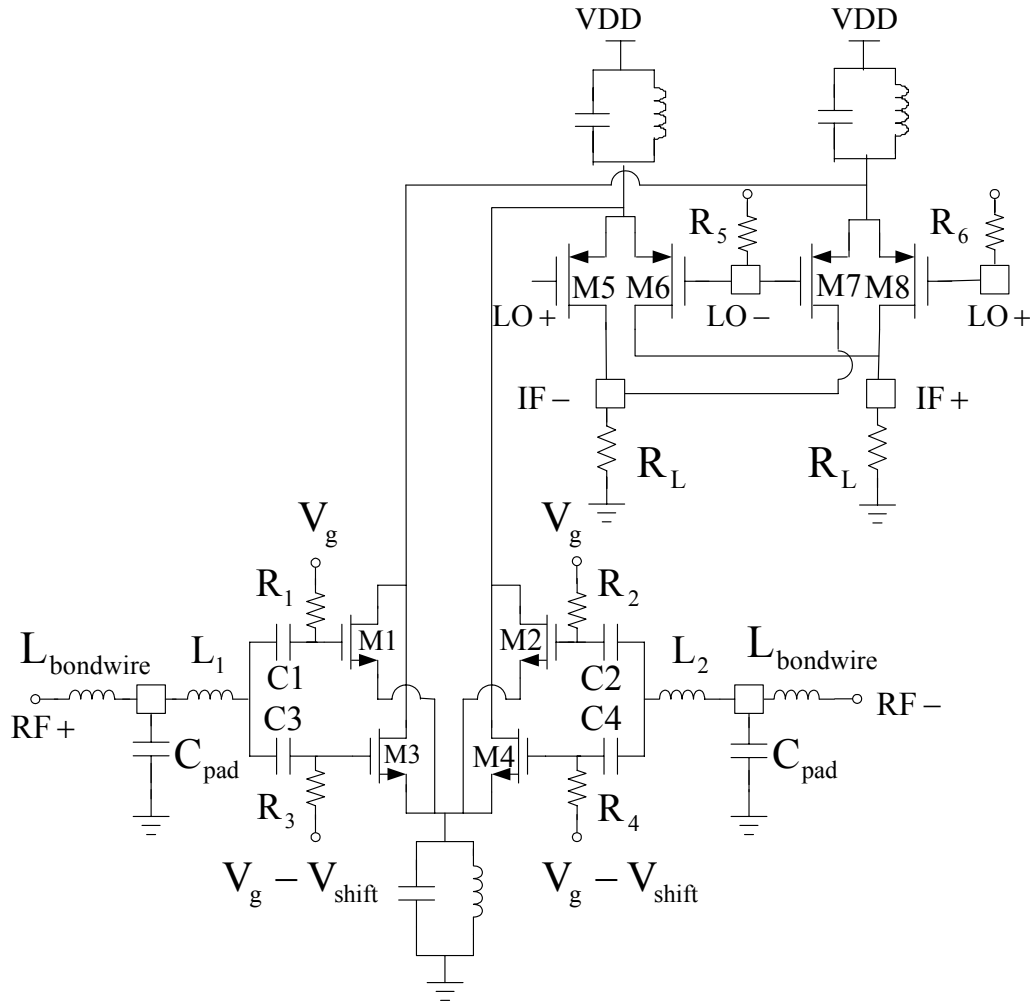 VDD VDD
R5 R6
M5 M6 M7 M8
LO+ LO− LO+
IF− IF+
RL RL
Vg Vg
R1 R2
M1 M2
Lbondwire L1 L2 Lbondwire
C1 C2
RF+ C3 C4 RF−
M3 M4
Cpad Cpad
R3 R4
Vg − Vshift Vg − Vshift